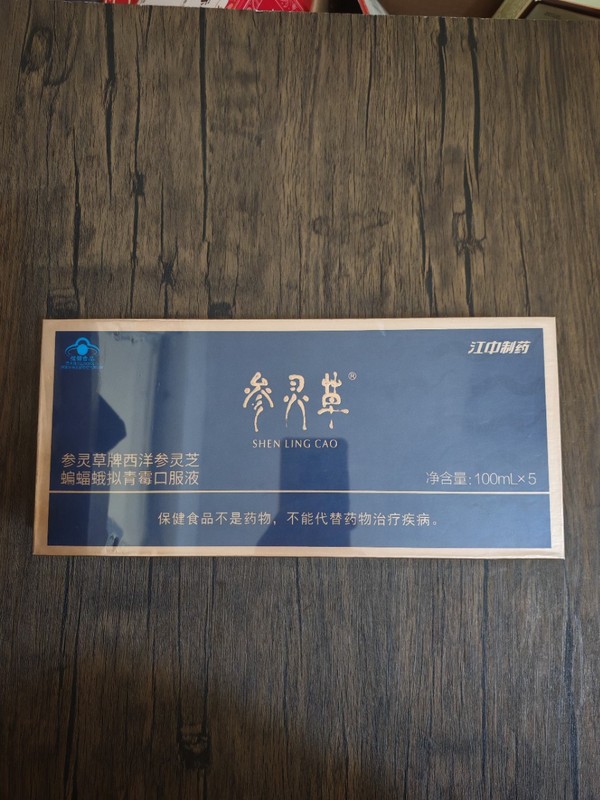 江中制药
参灵草®
SHEN LING CAO
参灵草牌西洋参灵芝
蝙蝠蛾拟青霉口服液
净含量：100mL×5
保健食品不是药物，不能代替药物治疗疾病。